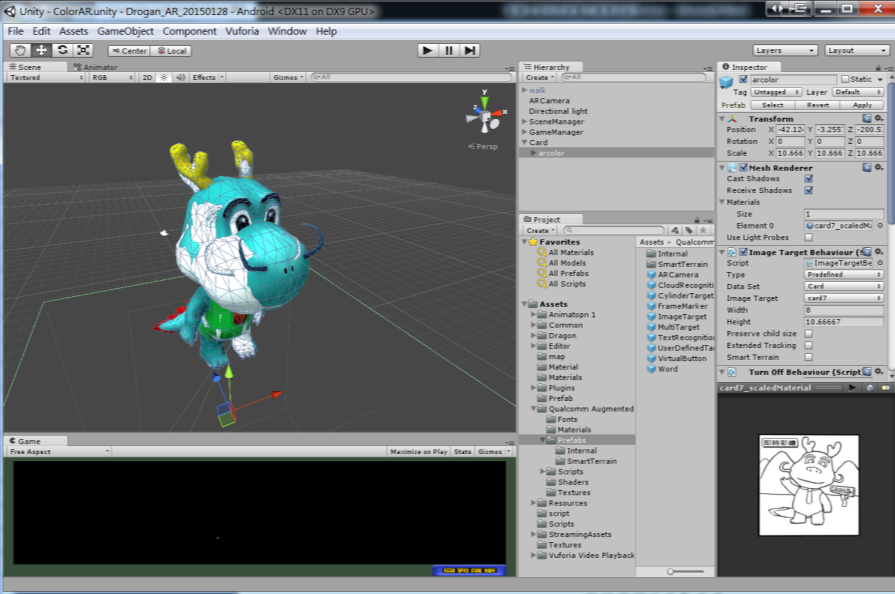 Unity - ColorAR.unity - Drogan_AR_20150128 - Android <DX11 on DX9 GPU>
File Edit Assets GameObject Component Vuforia Window Help
Center Local Layers Layout
Scene Animator
Textured RGB 2D Effects Gizmos All
y
x
z
Persp
Game
Free Aspect Maximize on Play Stats Gizmos
Hierarchy
Create All
walk
ARCamera
Directional light
SceneManager
GameManager
Card
arcolor
Project
Create
Favorites
All Materials
All Models
All Prefabs
All Scripts
Assets
Animatopn 1
Common
Dragon
Editor
map
Material
Materials
Plugins
Prefab
Qualcomm Augmented
Fonts
Materials
Prefabs
Internal
SmartTerrain
Scripts
Shaders
Textures
Resources
script
Scripts
StreamingAssets
Textures
Vuforia Video Playback
Assets Qualcomm
Internal
SmartTerrain
ARCamera
CloudRecogniti
CylinderTarget
FrameMarker
ImageTarget
MultiTarget
TextRecognition
UserDefinedTa
VirtualButton
Word
Inspector
arcolor Static
Tag Untagged Layer Default
Prefab Select Revert Apply
Transform
Position X -42.124 Y -3.255 Z -200.5
Rotation X 0 Y 0 Z 0
Scale X 10.666 Y 10.666 Z 10.666
Mesh Renderer
Cast Shadows
Receive Shadows
Materials
Size 1
Element 0 card7_scaledMa
Use Light Probes
Image Target Behaviour (S
Script ImageTargetBe
Type Predefined
Data Set Card
Image Target card7
Width 8
Height 10.66667
Preserve child size
Extended Tracking
Smart Terrain
Turn Off Behaviour (Script
card7_scaledMaterial